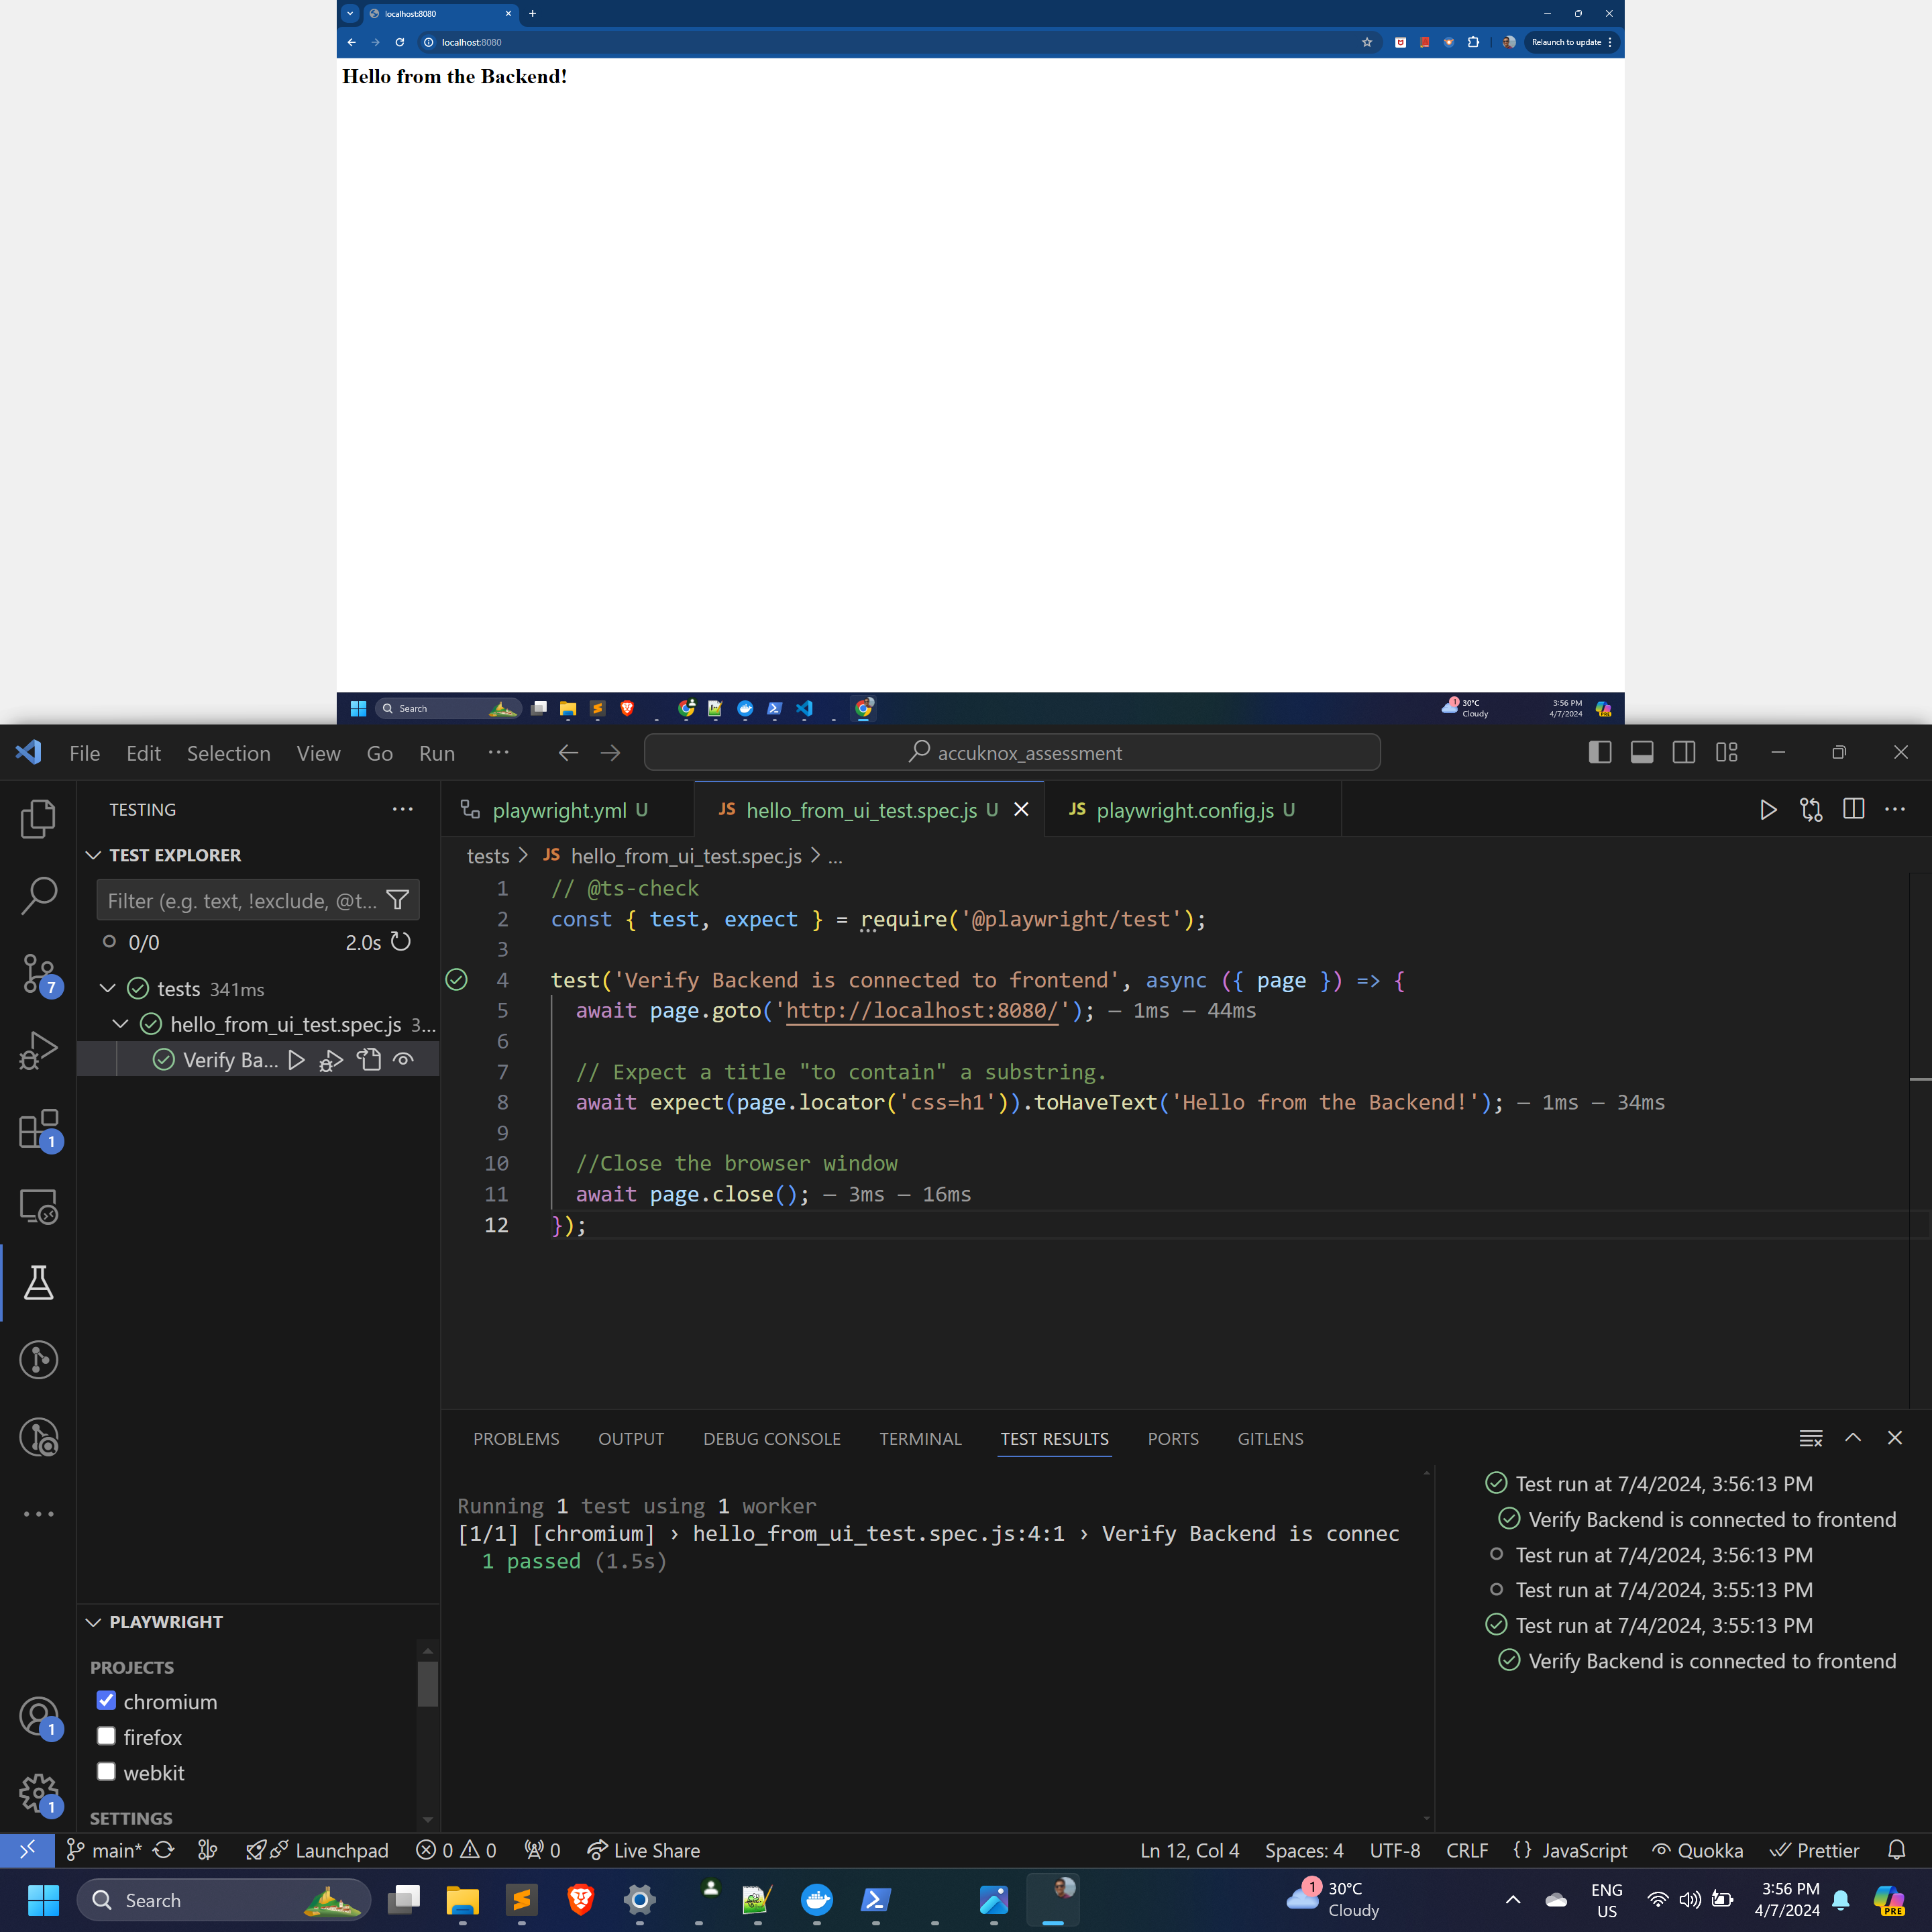 localhost:8080
localhost:8080
Relaunch to update
Hello from the Backend!
Search
1
30°C
Cloudy
3:56 PM
4/7/2024
PRE
File Edit Selection View Go Run ···
accuknox_assessment
TESTING
playwright.yml U
JS hello_from_ui_test.spec.js U
JS playwright.config.js U
TEST EXPLORER
Filter (e.g. text, !exclude, @t...
0/0
2.0s
tests 341ms
hello_from_ui_test.spec.js 3...
Verify Ba...
7
1
tests > JS hello_from_ui_test.spec.js > ...
1 // @ts-check
2 const { test, expect } = require('@playwright/test');
3
4 test('Verify Backend is connected to frontend', async ({ page }) => {
5 await page.goto('http://localhost:8080/'); — 1ms — 44ms
6
7 // Expect a title "to contain" a substring.
8 await expect(page.locator('css=h1')).toHaveText('Hello from the Backend!'); — 1ms — 34ms
9
10 //Close the browser window
11 await page.close(); — 3ms — 16ms
12 });
PROBLEMS OUTPUT DEBUG CONSOLE TERMINAL TEST RESULTS PORTS GITLENS
Running 1 test using 1 worker
[1/1] [chromium] › hello_from_ui_test.spec.js:4:1 › Verify Backend is connec
1 passed (1.5s)
Test run at 7/4/2024, 3:56:13 PM
Verify Backend is connected to frontend
Test run at 7/4/2024, 3:56:13 PM
Test run at 7/4/2024, 3:55:13 PM
Test run at 7/4/2024, 3:55:13 PM
Verify Backend is connected to frontend
PLAYWRIGHT
PROJECTS
chromium
firefox
webkit
SETTINGS
1
1
main*
Launchpad
0
0
0
Live Share
Ln 12, Col 4
Spaces: 4
UTF-8
CRLF
{} JavaScript
Quokka
Prettier
Search
1
30°C
Cloudy
ENG
US
3:56 PM
4/7/2024
PRE